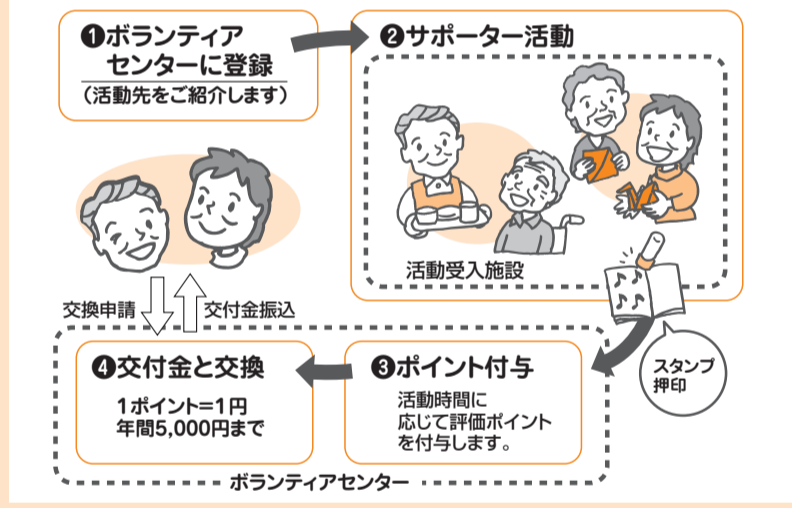 ❶ボランティア
センターに登録
（活動先をご紹介します）
❷サポーター活動
活動受入施設
スタンプ
押印
❸ポイント付与
活動時間に
応じて評価ポイント
を付与します。
❹交付金と交換
1ポイント=1円
年間5,000円まで
交換申請
交付金振込
ボランティアセンター